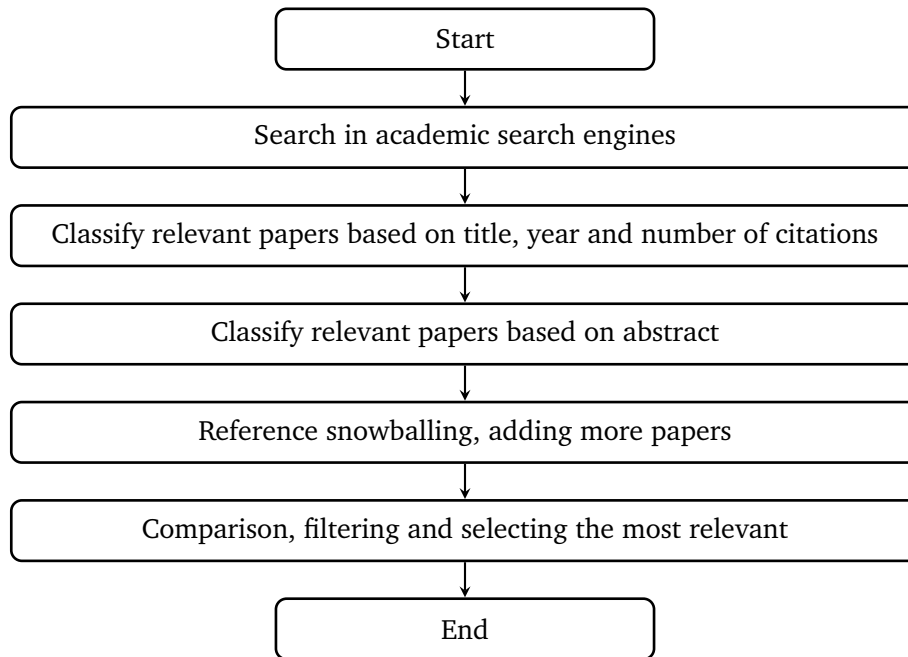 Start
Search in academic search engines
Classify relevant papers based on title, year and number of citations
Classify relevant papers based on abstract
Reference snowballing, adding more papers
Comparison, filtering and selecting the most relevant
End